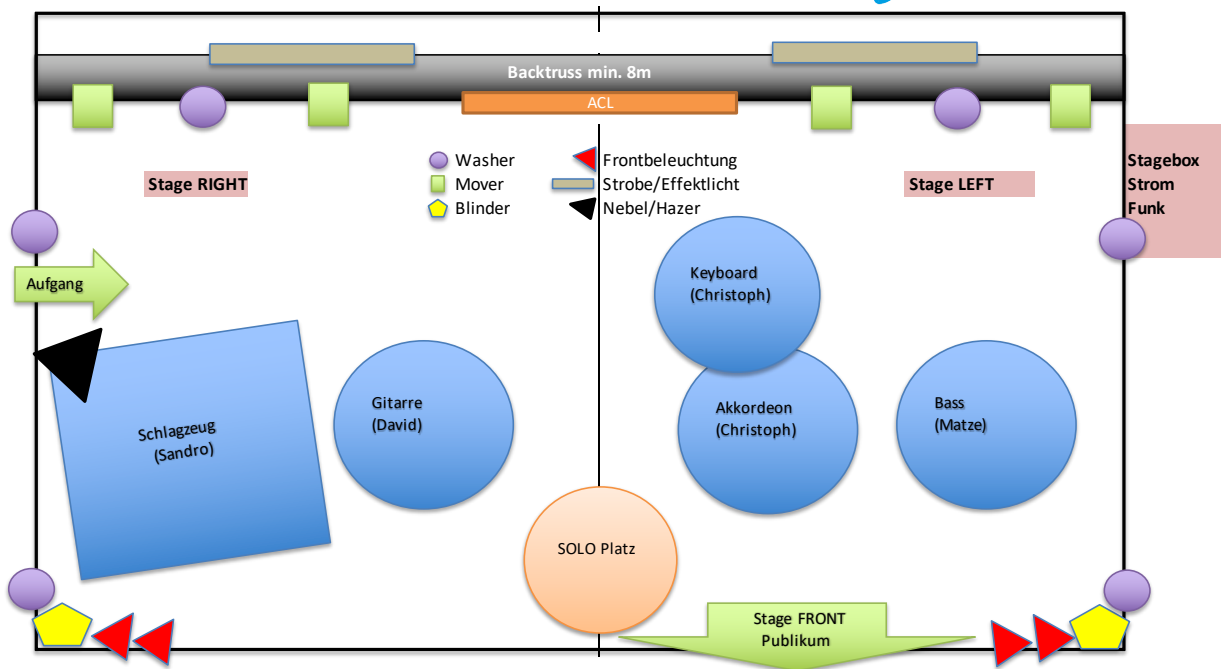 Backtruss min. 8m
ACL
Washer
Frontbeleuchtung
Mover
Strobe/Effektlicht
Blinder
Nebel/Hazer
Stage RIGHT
Stage LEFT
Stagebox
Strom
Funk
Aufgang
Keyboard
(Christoph)
Schlagzeug
(Sandro)
Gitarre
(David)
Akkordeon
(Christoph)
Bass
(Matze)
SOLO Platz
Stage FRONT
Publikum